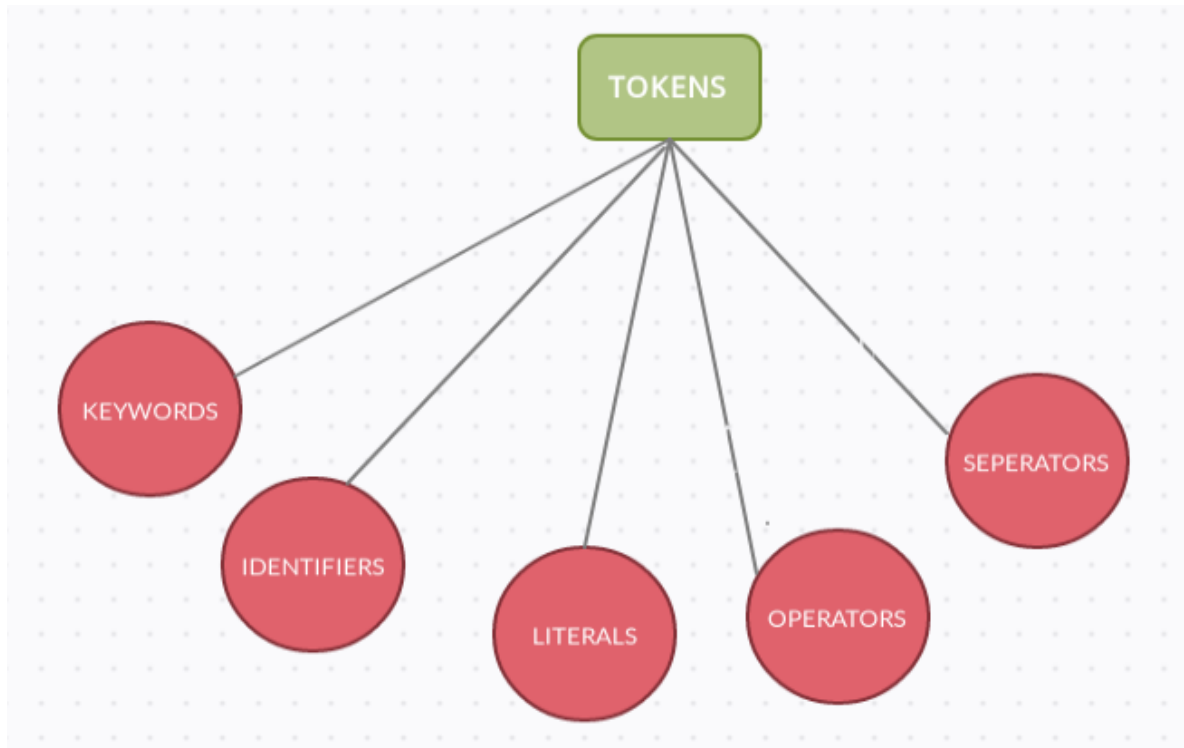 TOKENS
KEYWORDS
IDENTIFIERS
LITERALS
OPERATORS
SEPERATORS